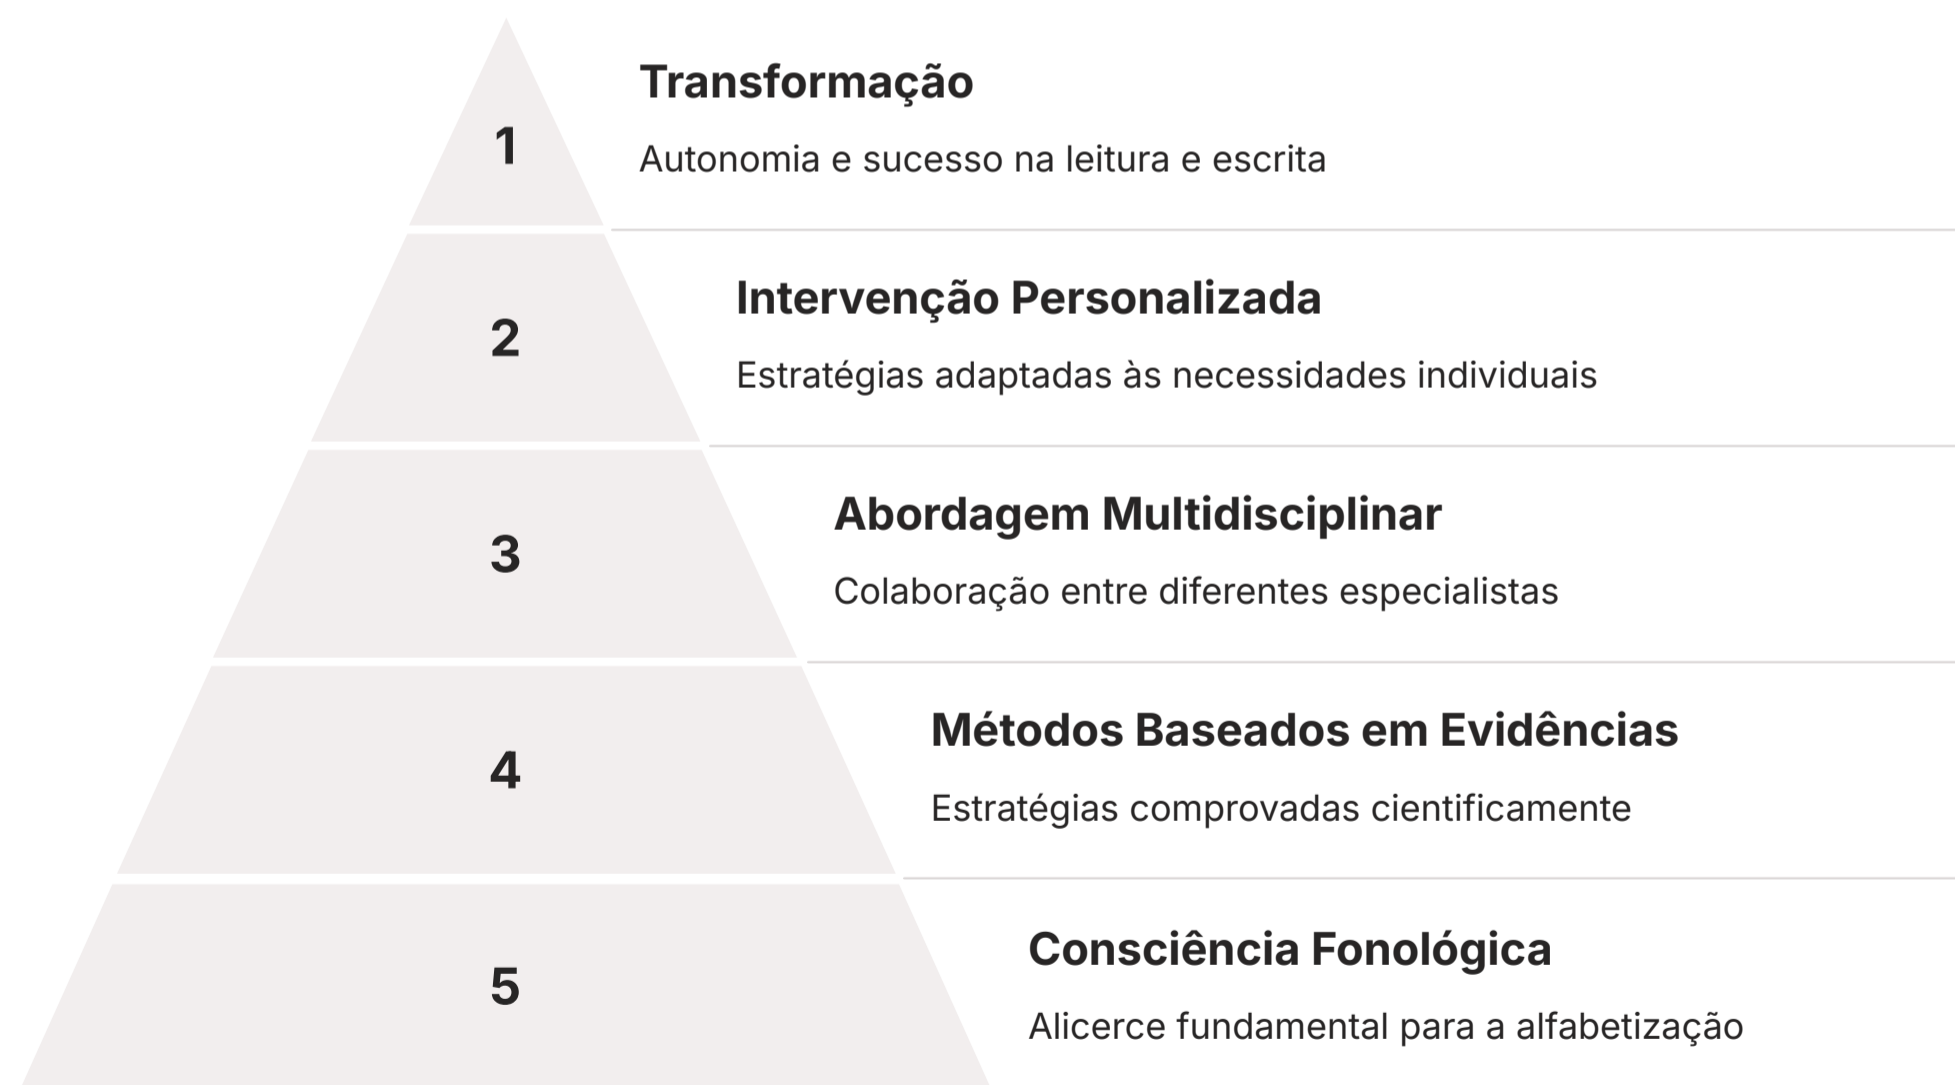 1
Transformação
Autonomia e sucesso na leitura e escrita
2
Intervenção Personalizada
Estratégias adaptadas às necessidades individuais
3
Abordagem Multidisciplinar
Colaboração entre diferentes especialistas
4
Métodos Baseados em Evidências
Estratégias comprovadas cientificamente
5
Consciência Fonológica
Alicerce fundamental para a alfabetização